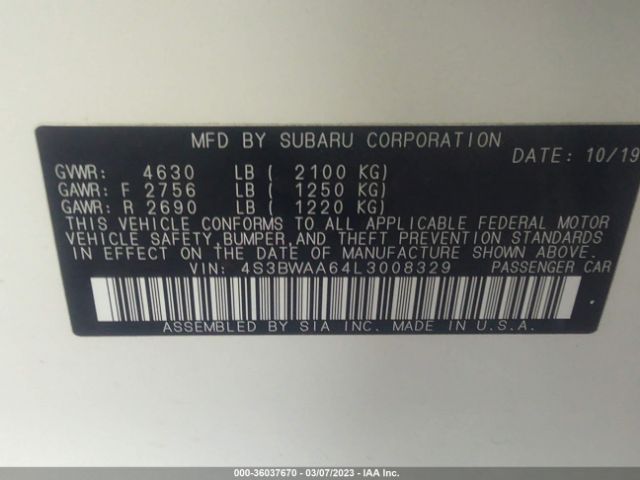 MFD BY SUBARU CORPORATION
DATE: 10/19
GVWR: 4630 LB ( 2100 KG)
GAWR: F 2756 LB ( 1250 KG)
GAWR: R 2690 LB ( 1220 KG)
THIS VEHICLE CONFORMS TO ALL APPLICABLE FEDERAL MOTOR
VEHICLE SAFETY, BUMPER, AND THEFT PREVENTION STANDARDS
IN EFFECT ON THE DATE OF MANUFACTURE SHOWN ABOVE.
VIN: 4S3BWAA64L3008329 PASSENGER CAR
ASSEMBLED BY SIA INC. MADE IN U.S.A.
000-36037670 — 03/07/2023 — IAA Inc.